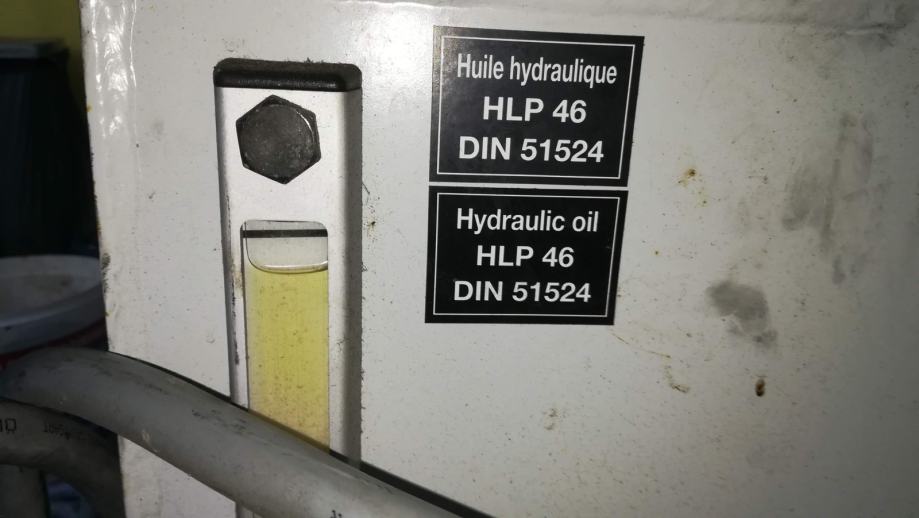 Huile hydraulique
HLP 46
DIN 51524
Hydraulic oil
HLP 46
DIN 51524